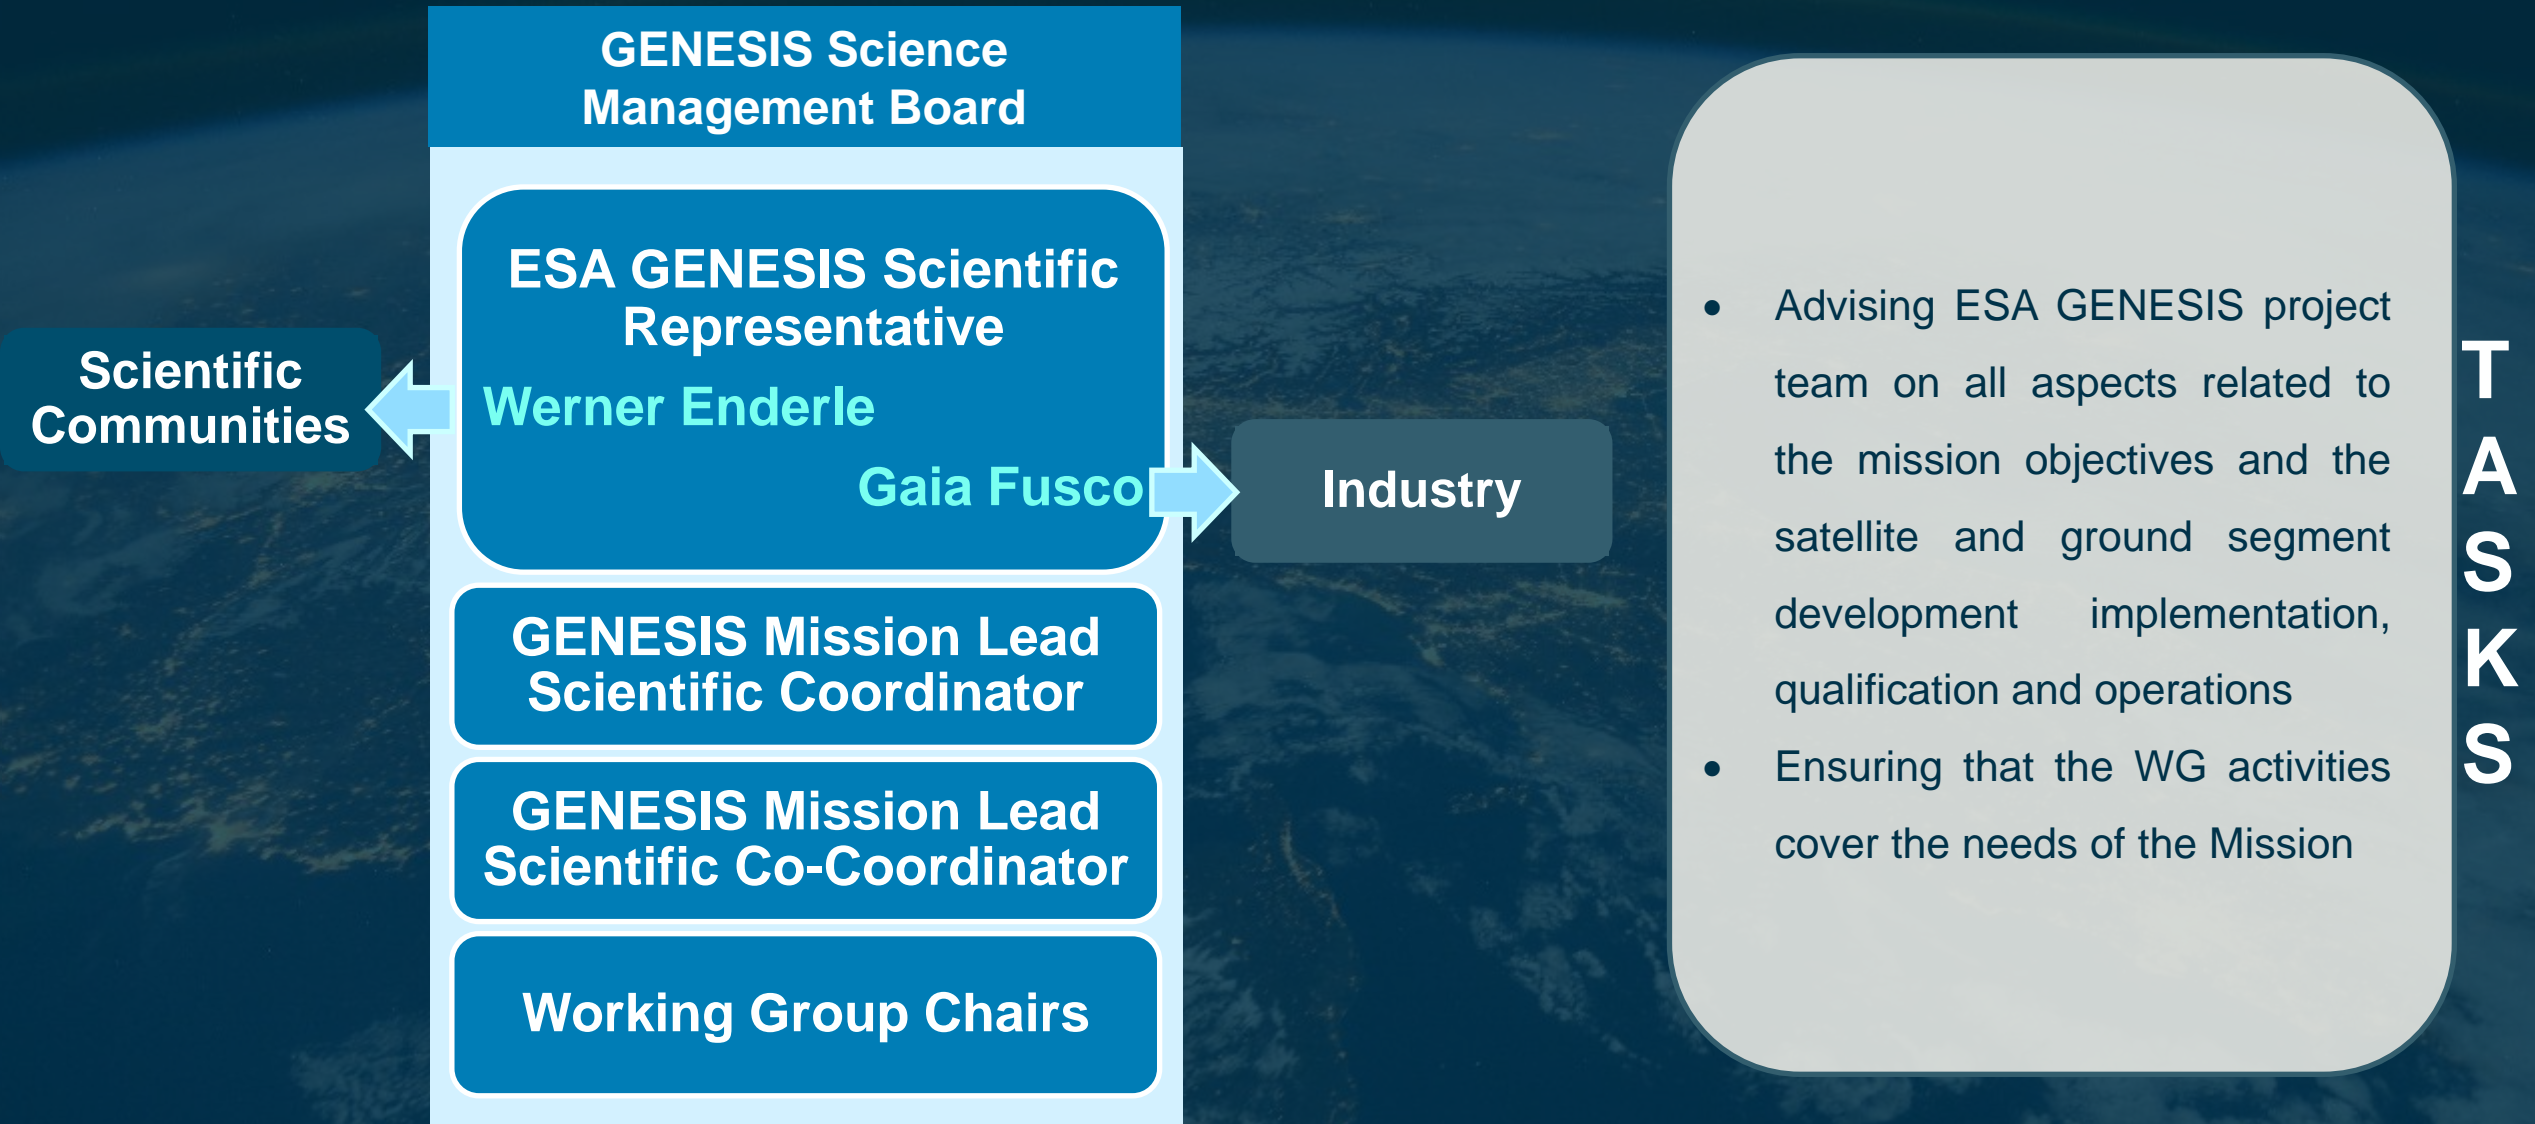 GENESIS Science
Management Board
ESA GENESIS Scientific
Representative
Werner Enderle
Gaia Fusco
Scientific
Communities
Industry
GENESIS Mission Lead
Scientific Coordinator
GENESIS Mission Lead
Scientific Co-Coordinator
Working Group Chairs
• Advising ESA GENESIS project
team on all aspects related to
the mission objectives and the
satellite and ground segment
development implementation,
qualification and operations
• Ensuring that the WG activities
cover the needs of the Mission
T
A
S
K
S